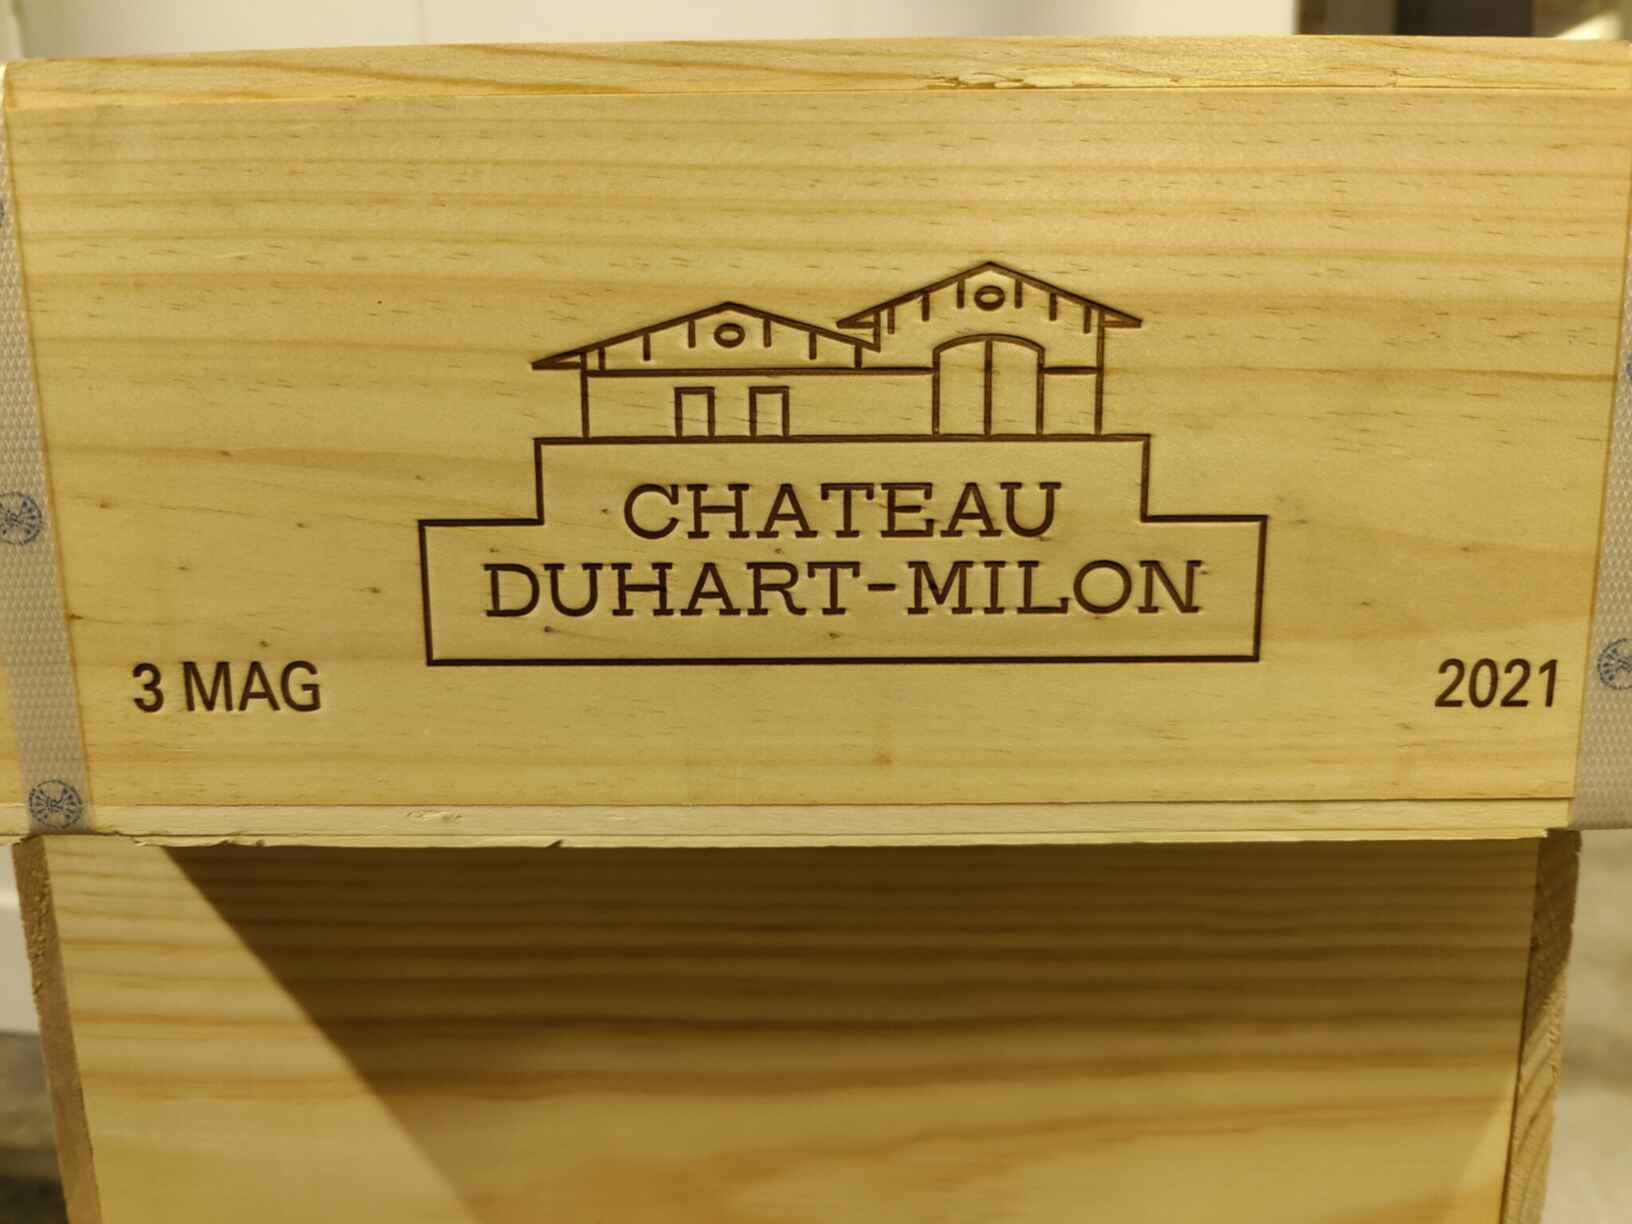 CHATEAU
DUHART-MILON
3 MAG
2021